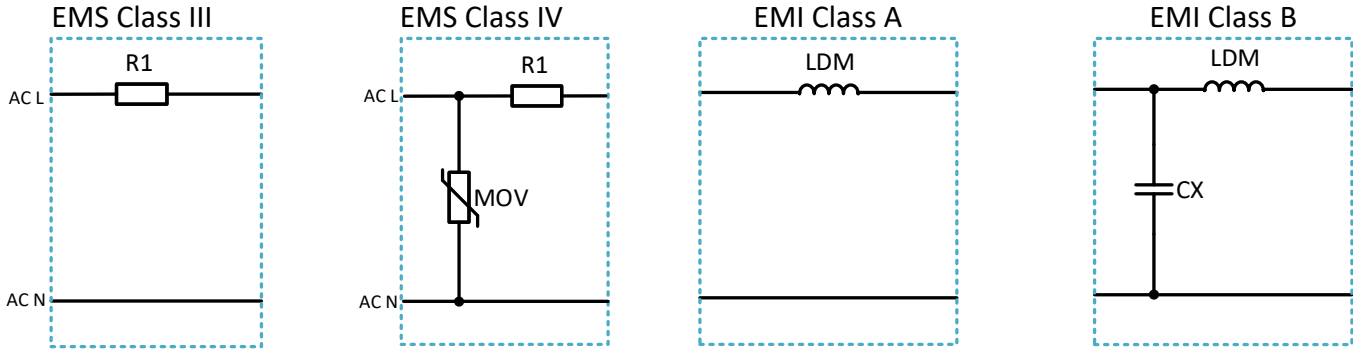 EMS Class III
EMS Class IV
EMI Class A
EMI Class B
R1
AC L
AC N
R1
AC L
MOV
AC N
LDM
LDM
CX